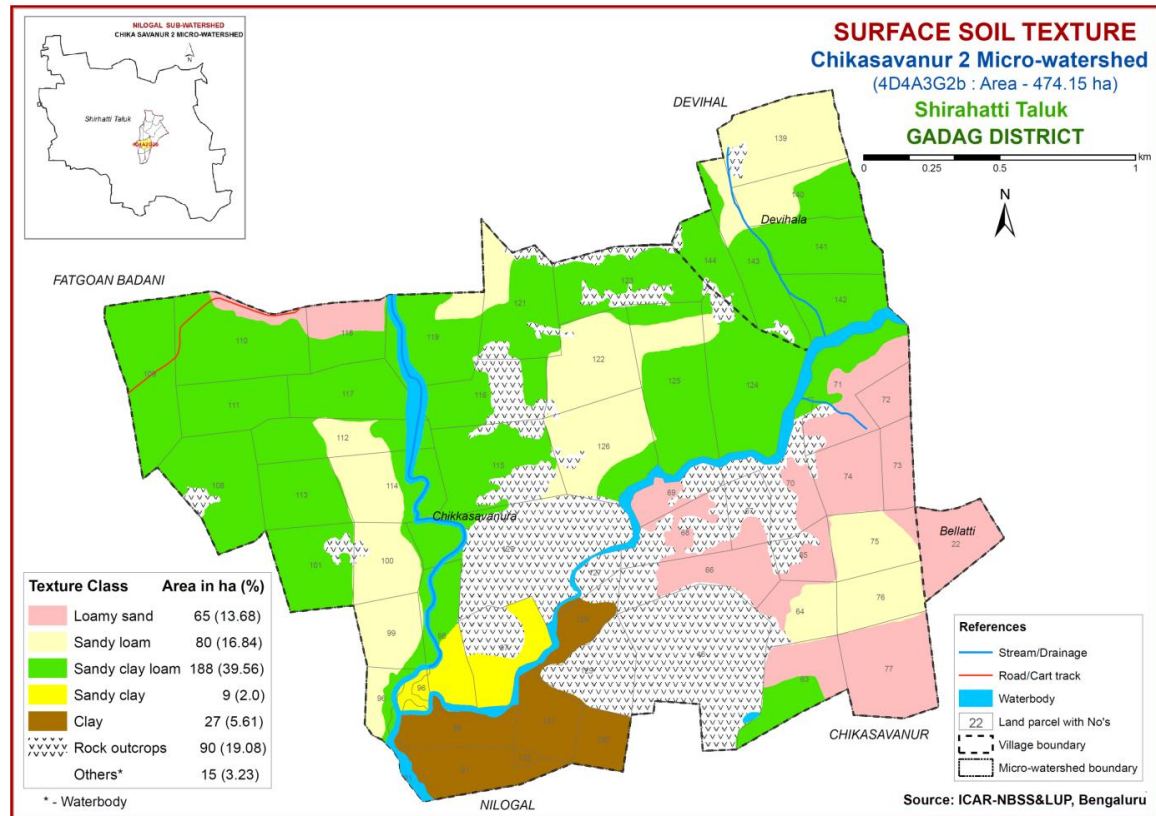 NILOGAL SUB-WATERSHED
CHIKA SAVANUR 2 MICRO-WATERSHED
N
Shirhatti Taluk
SURFACE SOIL TEXTURE
Chikasavanur 2 Micro-watershed
(4D4A3G2b : Area - 474.15 ha)
Shirahatti Taluk
GADAG DISTRICT
km
0 0.25 0.5 1
N
DEVIHAL
139
140
Devihala
141
144 143
142
FATGOAN BADANI
123
121
110 118 119
122
109
125 124
71
72
111 117 116
112
126
115
74 73
108 113 114
70
69
67
Chikkasavanura
68
Bellatti
22
75
65
101 100
127
66
76
64
99
98
77
96
63
CHIKASAVANUR
NILOGAL
Texture Class Area in ha (%)
Loamy sand 65 (13.68)
Sandy loam 80 (16.84)
Sandy clay loam 188 (39.56)
Sandy clay 9 (2.0)
Clay 27 (5.61)
Rock outcrops 90 (19.08)
Others* 15 (3.23)
* - Waterbody
References
Stream/Drainage
Road/Cart track
Waterbody
22 Land parcel with No's
Village boundary
Micro-watershed boundary
Source: ICAR-NBSS&LUP, Bengaluru